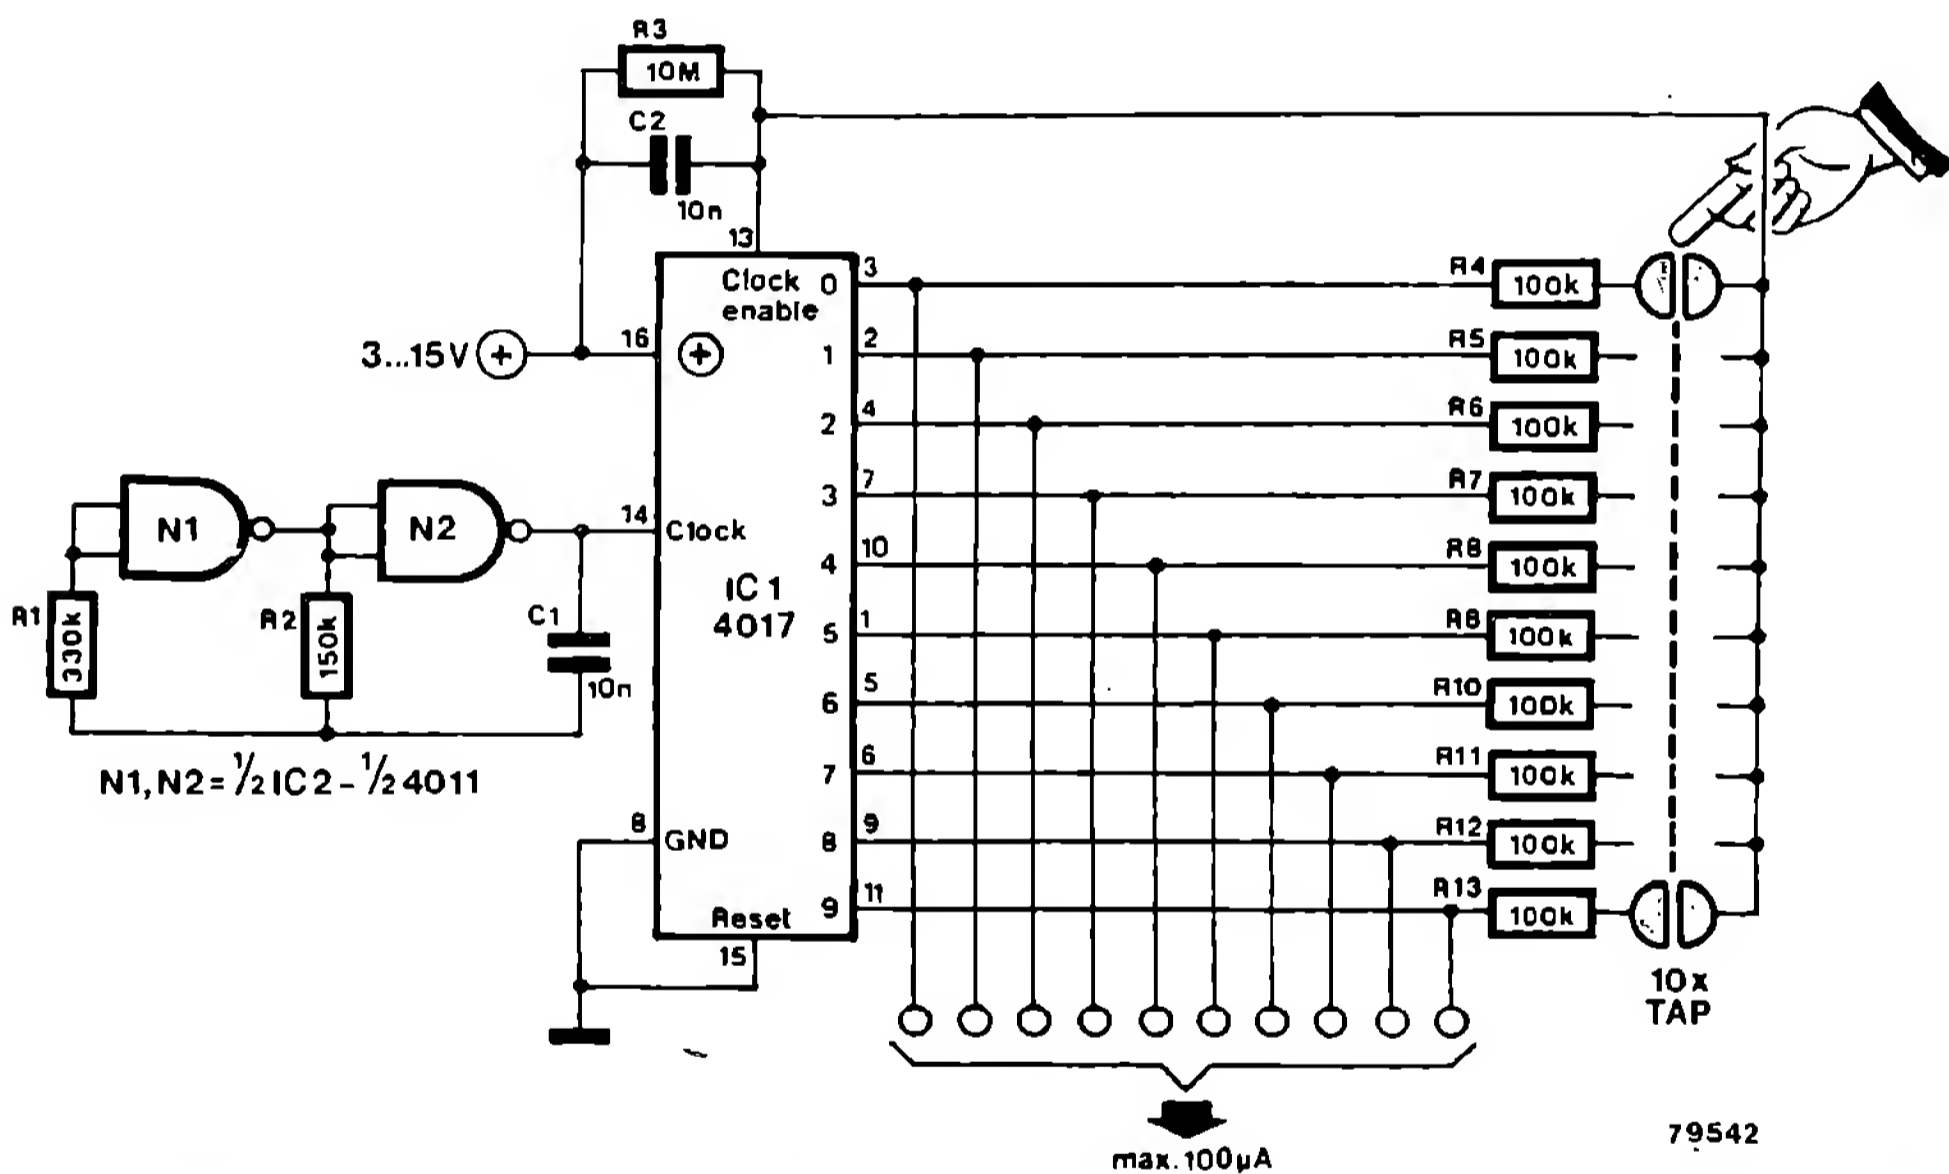 R3
10M
C2
10n
13
Clock
enable
3...15V +
16
+
14
Clock
IC 1
4017
8
GND
Reset
15
0 3
1 2
2 4
3 7
4 10
5 1
6 5
7 6
8 9
9 11
N1
N2
R1
330k
R2
150k
C1
10n
N1, N2 = ½ IC 2 - ½ 4011
R4 100k
R5 100k
R6 100k
R7 100k
R8 100k
R8 100k
R10 100k
R11 100k
R12 100k
R13 100k
10x
TAP
max. 100µA
79542